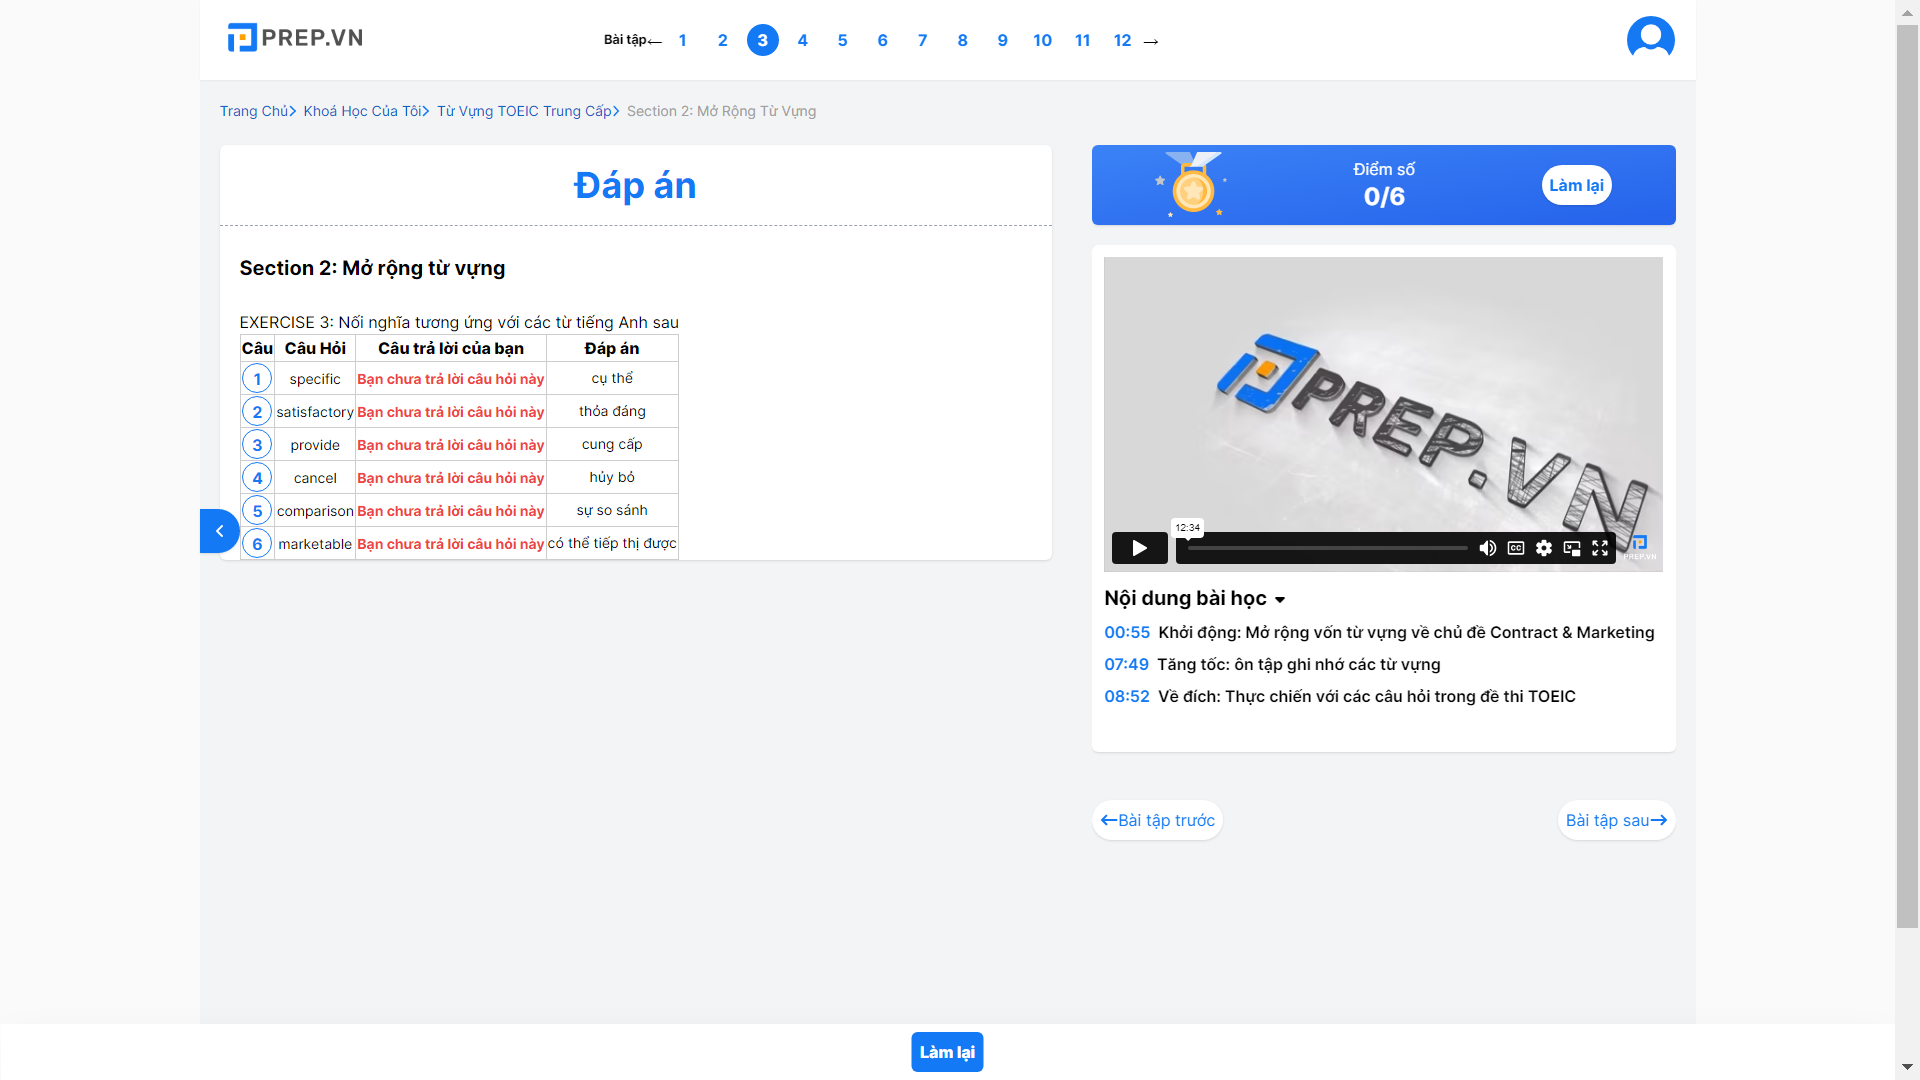 PREP.VN
Bài tập← 1 2 3 4 5 6 7 8 9 10 11 12 →
Trang Chủ> Khoá Học Của Tôi> Từ Vựng TOEIC Trung Cấp> Section 2: Mở Rộng Từ Vựng
Đáp án
Section 2: Mở rộng từ vựng
EXERCISE 3: Nối nghĩa tương ứng với các từ tiếng Anh sau
Câu Câu Hỏi Câu trả lời của bạn Đáp án
1 specific Bạn chưa trả lời câu hỏi này cụ thể
2 satisfactory Bạn chưa trả lời câu hỏi này thỏa đáng
3 provide Bạn chưa trả lời câu hỏi này cung cấp
4 cancel Bạn chưa trả lời câu hỏi này hủy bỏ
5 comparison Bạn chưa trả lời câu hỏi này sự so sánh
6 marketable Bạn chưa trả lời câu hỏi này có thể tiếp thị được
Điểm số
0/6
Làm lại
PREP.VN
12:34
CC
PREP.VN
Nội dung bài học
00:55 Khởi động: Mở rộng vốn từ vựng về chủ đề Contract & Marketing
07:49 Tăng tốc: ôn tập ghi nhớ các từ vựng
08:52 Về đích: Thực chiến với các câu hỏi trong đề thi TOEIC
←Bài tập trước
Bài tập sau→
Làm lại